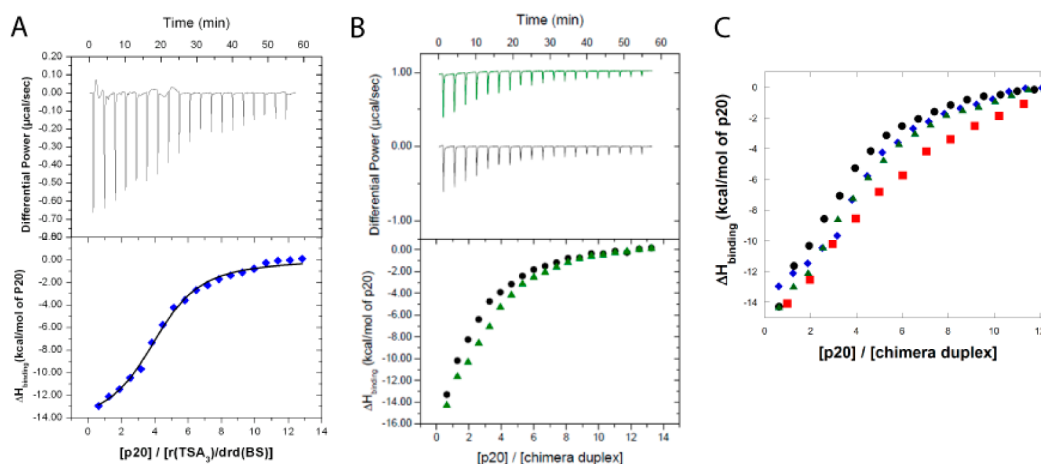 A
Time (min)
0 10 20 30 40 50 60
0.20
0.10
0.00
-0.10
-0.20
-0.30
-0.40
-0.50
-0.60
-0.70
-0.80
Differential Power (µcal/sec)
0.00
-2.00
-4.00
-6.00
-8.00
-10.00
-12.00
-14.00
ΔHbinding(kcal/mol of P20)
0 2 4 6 8 10 12 14
[p20] / [r(TSA3)/drd(BS)]
B
Time (min)
0 10 20 30 40 50 60
1.00
0.00
-1.00
Differential Power (µcal/sec)
0.00
-2.00
-4.00
-6.00
-8.00
-10.00
-12.00
-14.00
-16.00
ΔHbinding (kcal/mol of p20)
0 2 4 6 8 10 12 14
[p20] / [chimera duplex]
C
0
-2
-4
-6
-8
-10
-12
-14
ΔHbinding(kcal/mol of p20)
0 2 4 6 8 10 12
[p20] / [chimera duplex]